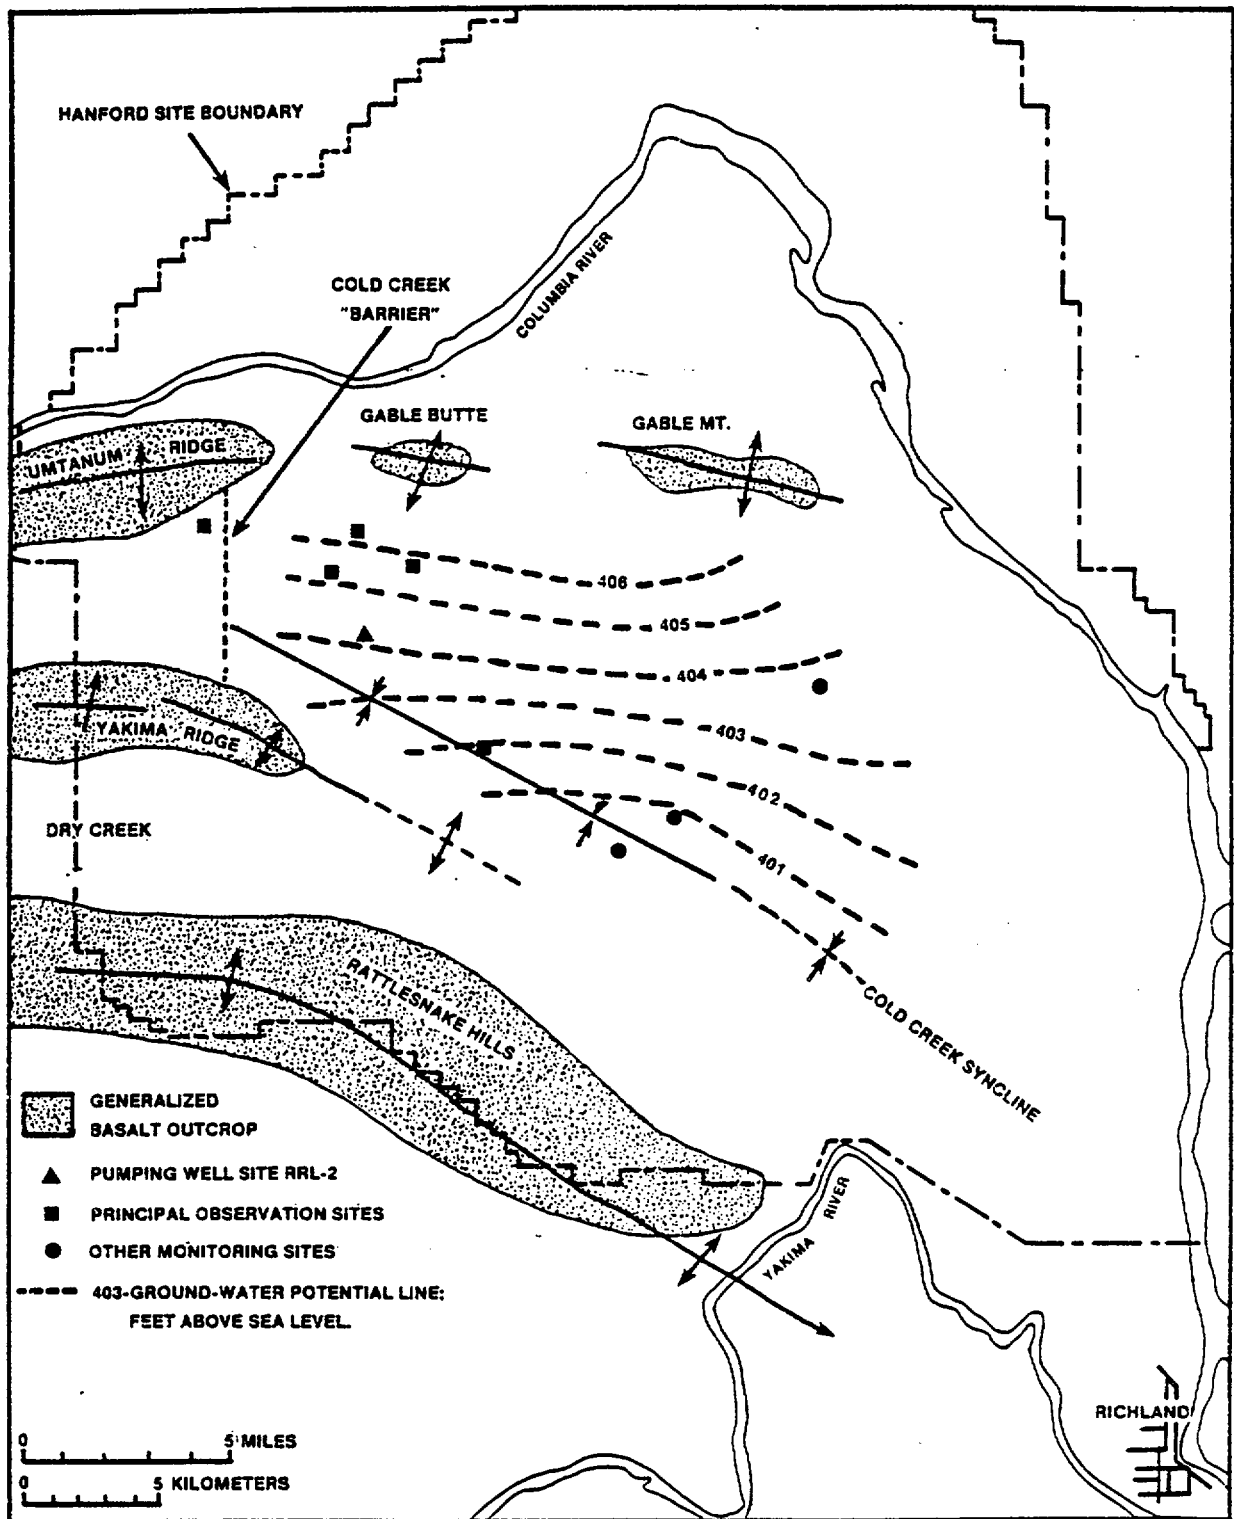 HANFORD SITE BOUNDARY
COLD CREEK
"BARRIER"
COLUMBIA RIVER
GABLE BUTTE
GABLE MT.
UMTANUM RIDGE
406
405
404
403
402
401
YAKIMA RIDGE
DRY CREEK
RATTLESNAKE HILLS
COLD CREEK SYNCLINE
GENERALIZED
BASALT OUTCROP
PUMPING WELL SITE RRL-2
PRINCIPAL OBSERVATION SITES
OTHER MONITORING SITES
403-GROUND-WATER POTENTIAL LINE:
FEET ABOVE SEA LEVEL.
YAKIMA RIVER
RICHLAND
0 5 MILES
0 5 KILOMETERS